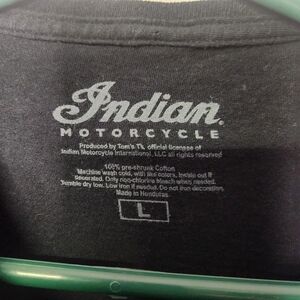 Indian
MOTORCYCLE
Produced by Tom's Tx. official licensee of
Indian Motorcycle International, LLC all rights reserved
100% pre-shrunk Cotton
Machine wash cold, with like colors, inside out if
decorated. Only non-chlorine bleach when needed.
Tumble dry low. Low iron if needed. Do not iron decoration.
Made in Honduras
L